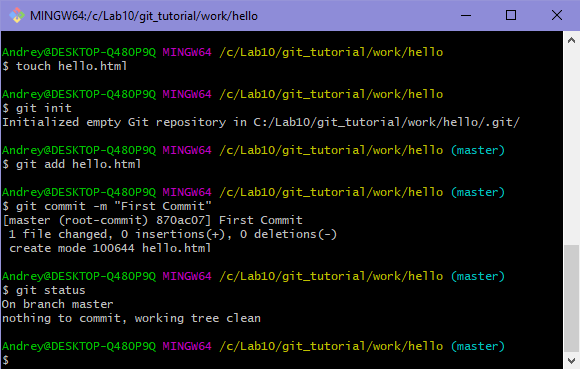 MINGW64:/c/Lab10/git_tutorial/work/hello
Andrey@DESKTOP-Q480P9Q MINGW64 /c/Lab10/git_tutorial/work/hello
$ touch hello.html
Andrey@DESKTOP-Q480P9Q MINGW64 /c/Lab10/git_tutorial/work/hello
$ git init
Initialized empty Git repository in C:/Lab10/git_tutorial/work/hello/.git/
Andrey@DESKTOP-Q480P9Q MINGW64 /c/Lab10/git_tutorial/work/hello (master)
$ git add hello.html
Andrey@DESKTOP-Q480P9Q MINGW64 /c/Lab10/git_tutorial/work/hello (master)
$ git commit -m "First Commit"
[master (root-commit) 870ac07] First Commit
1 file changed, 0 insertions(+), 0 deletions(-)
create mode 100644 hello.html
Andrey@DESKTOP-Q480P9Q MINGW64 /c/Lab10/git_tutorial/work/hello (master)
$ git status
On branch master
nothing to commit, working tree clean
Andrey@DESKTOP-Q480P9Q MINGW64 /c/Lab10/git_tutorial/work/hello (master)
$